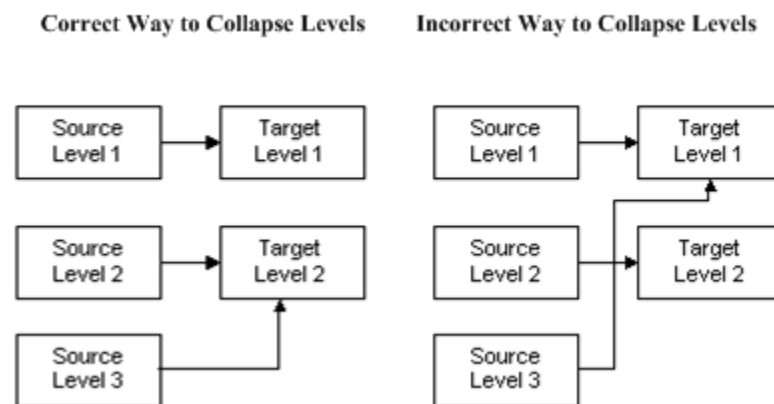 Correct Way to Collapse Levels
Incorrect Way to Collapse Levels
Source
Level 1
Target
Level 1
Source
Level 2
Target
Level 2
Source
Level 3
Source
Level 1
Target
Level 1
Source
Level 2
Target
Level 2
Source
Level 3